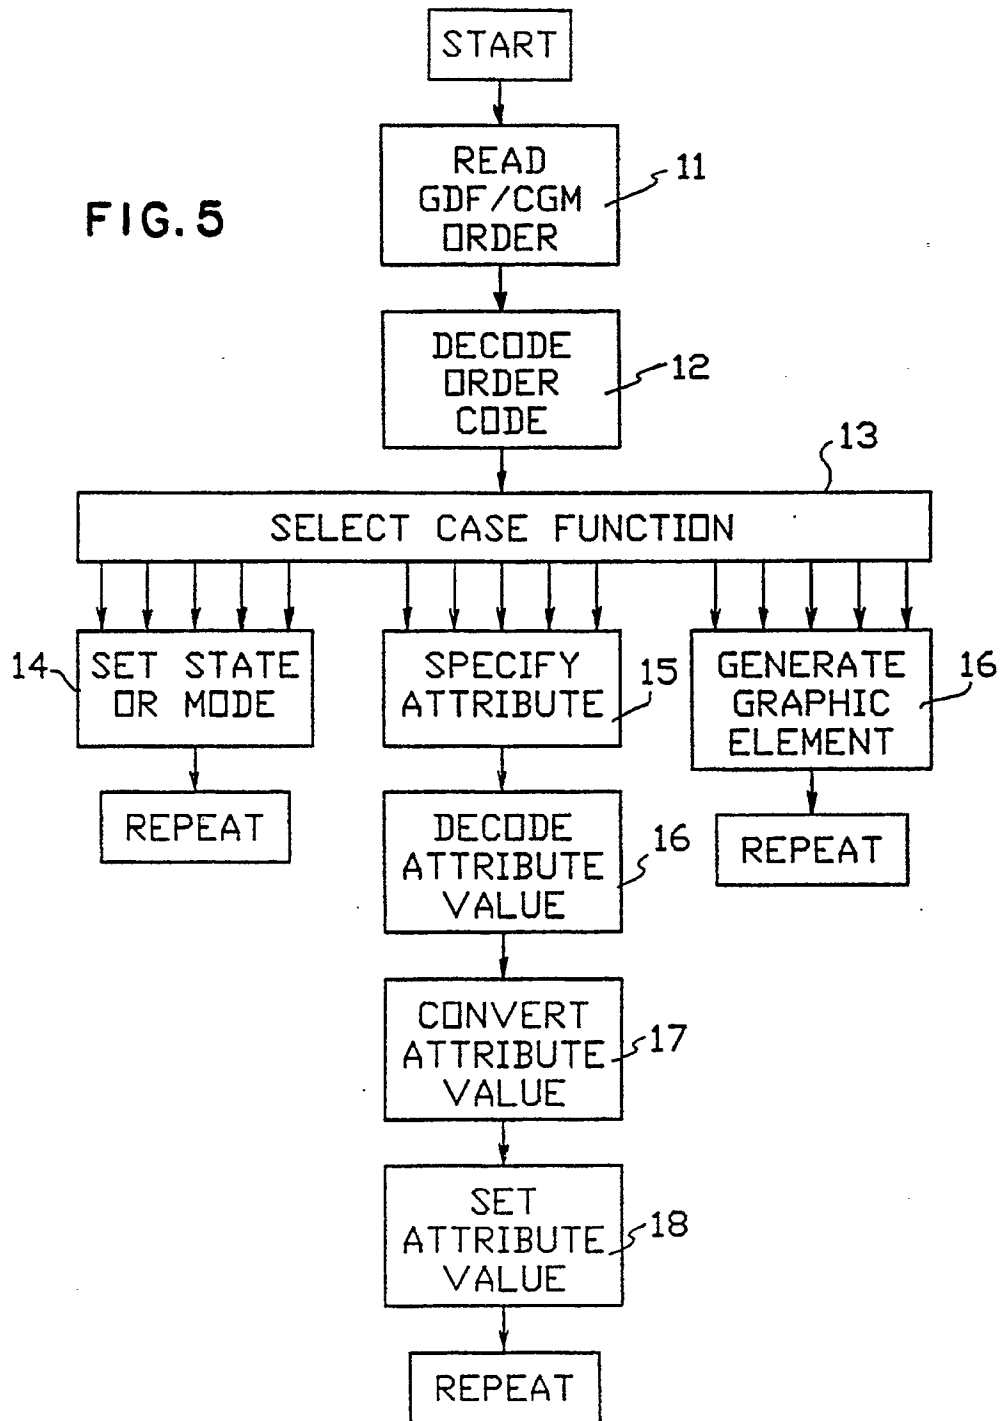 START
READ
GDF/CGM
ORDER
11
FIG. 5
DECODE
ORDER
CODE
12
13
SELECT CASE FUNCTION
14
SET STATE
OR MODE
SPECIFY
ATTRIBUTE
15
GENERATE
GRAPHIC
ELEMENT
16
REPEAT
DECODE
ATTRIBUTE
VALUE
16
REPEAT
CONVERT
ATTRIBUTE
VALUE
17
SET
ATTRIBUTE
VALUE
18
REPEAT